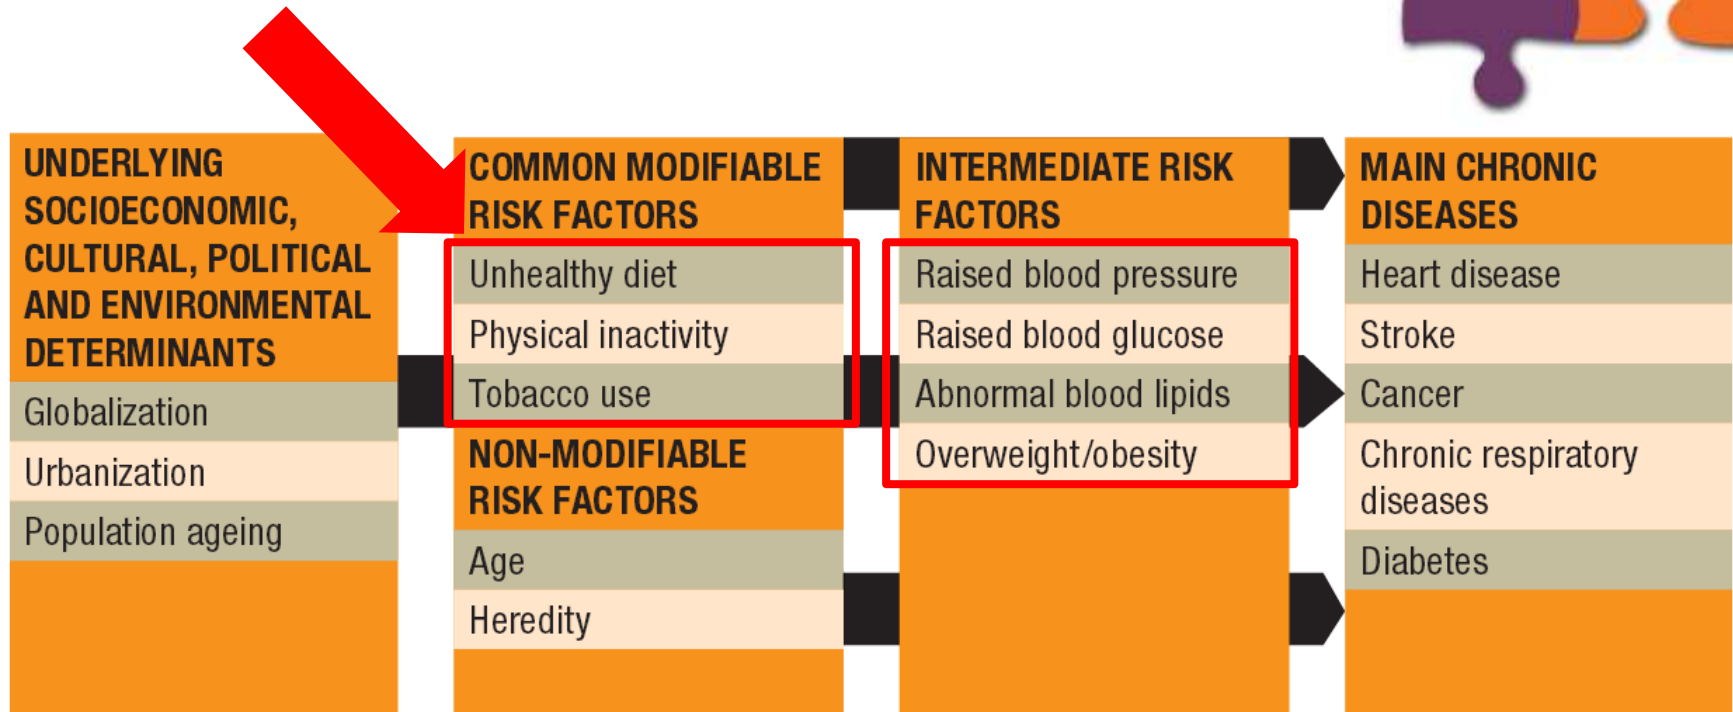 UNDERLYING
SOCIOECONOMIC,
CULTURAL, POLITICAL
AND ENVIRONMENTAL
DETERMINANTS
Globalization
Urbanization
Population ageing
COMMON MODIFIABLE
RISK FACTORS
Unhealthy diet
Physical inactivity
Tobacco use
NON-MODIFIABLE
RISK FACTORS
Age
Heredity
INTERMEDIATE RISK
FACTORS
Raised blood pressure
Raised blood glucose
Abnormal blood lipids
Overweight/obesity
MAIN CHRONIC
DISEASES
Heart disease
Stroke
Cancer
Chronic respiratory
diseases
Diabetes